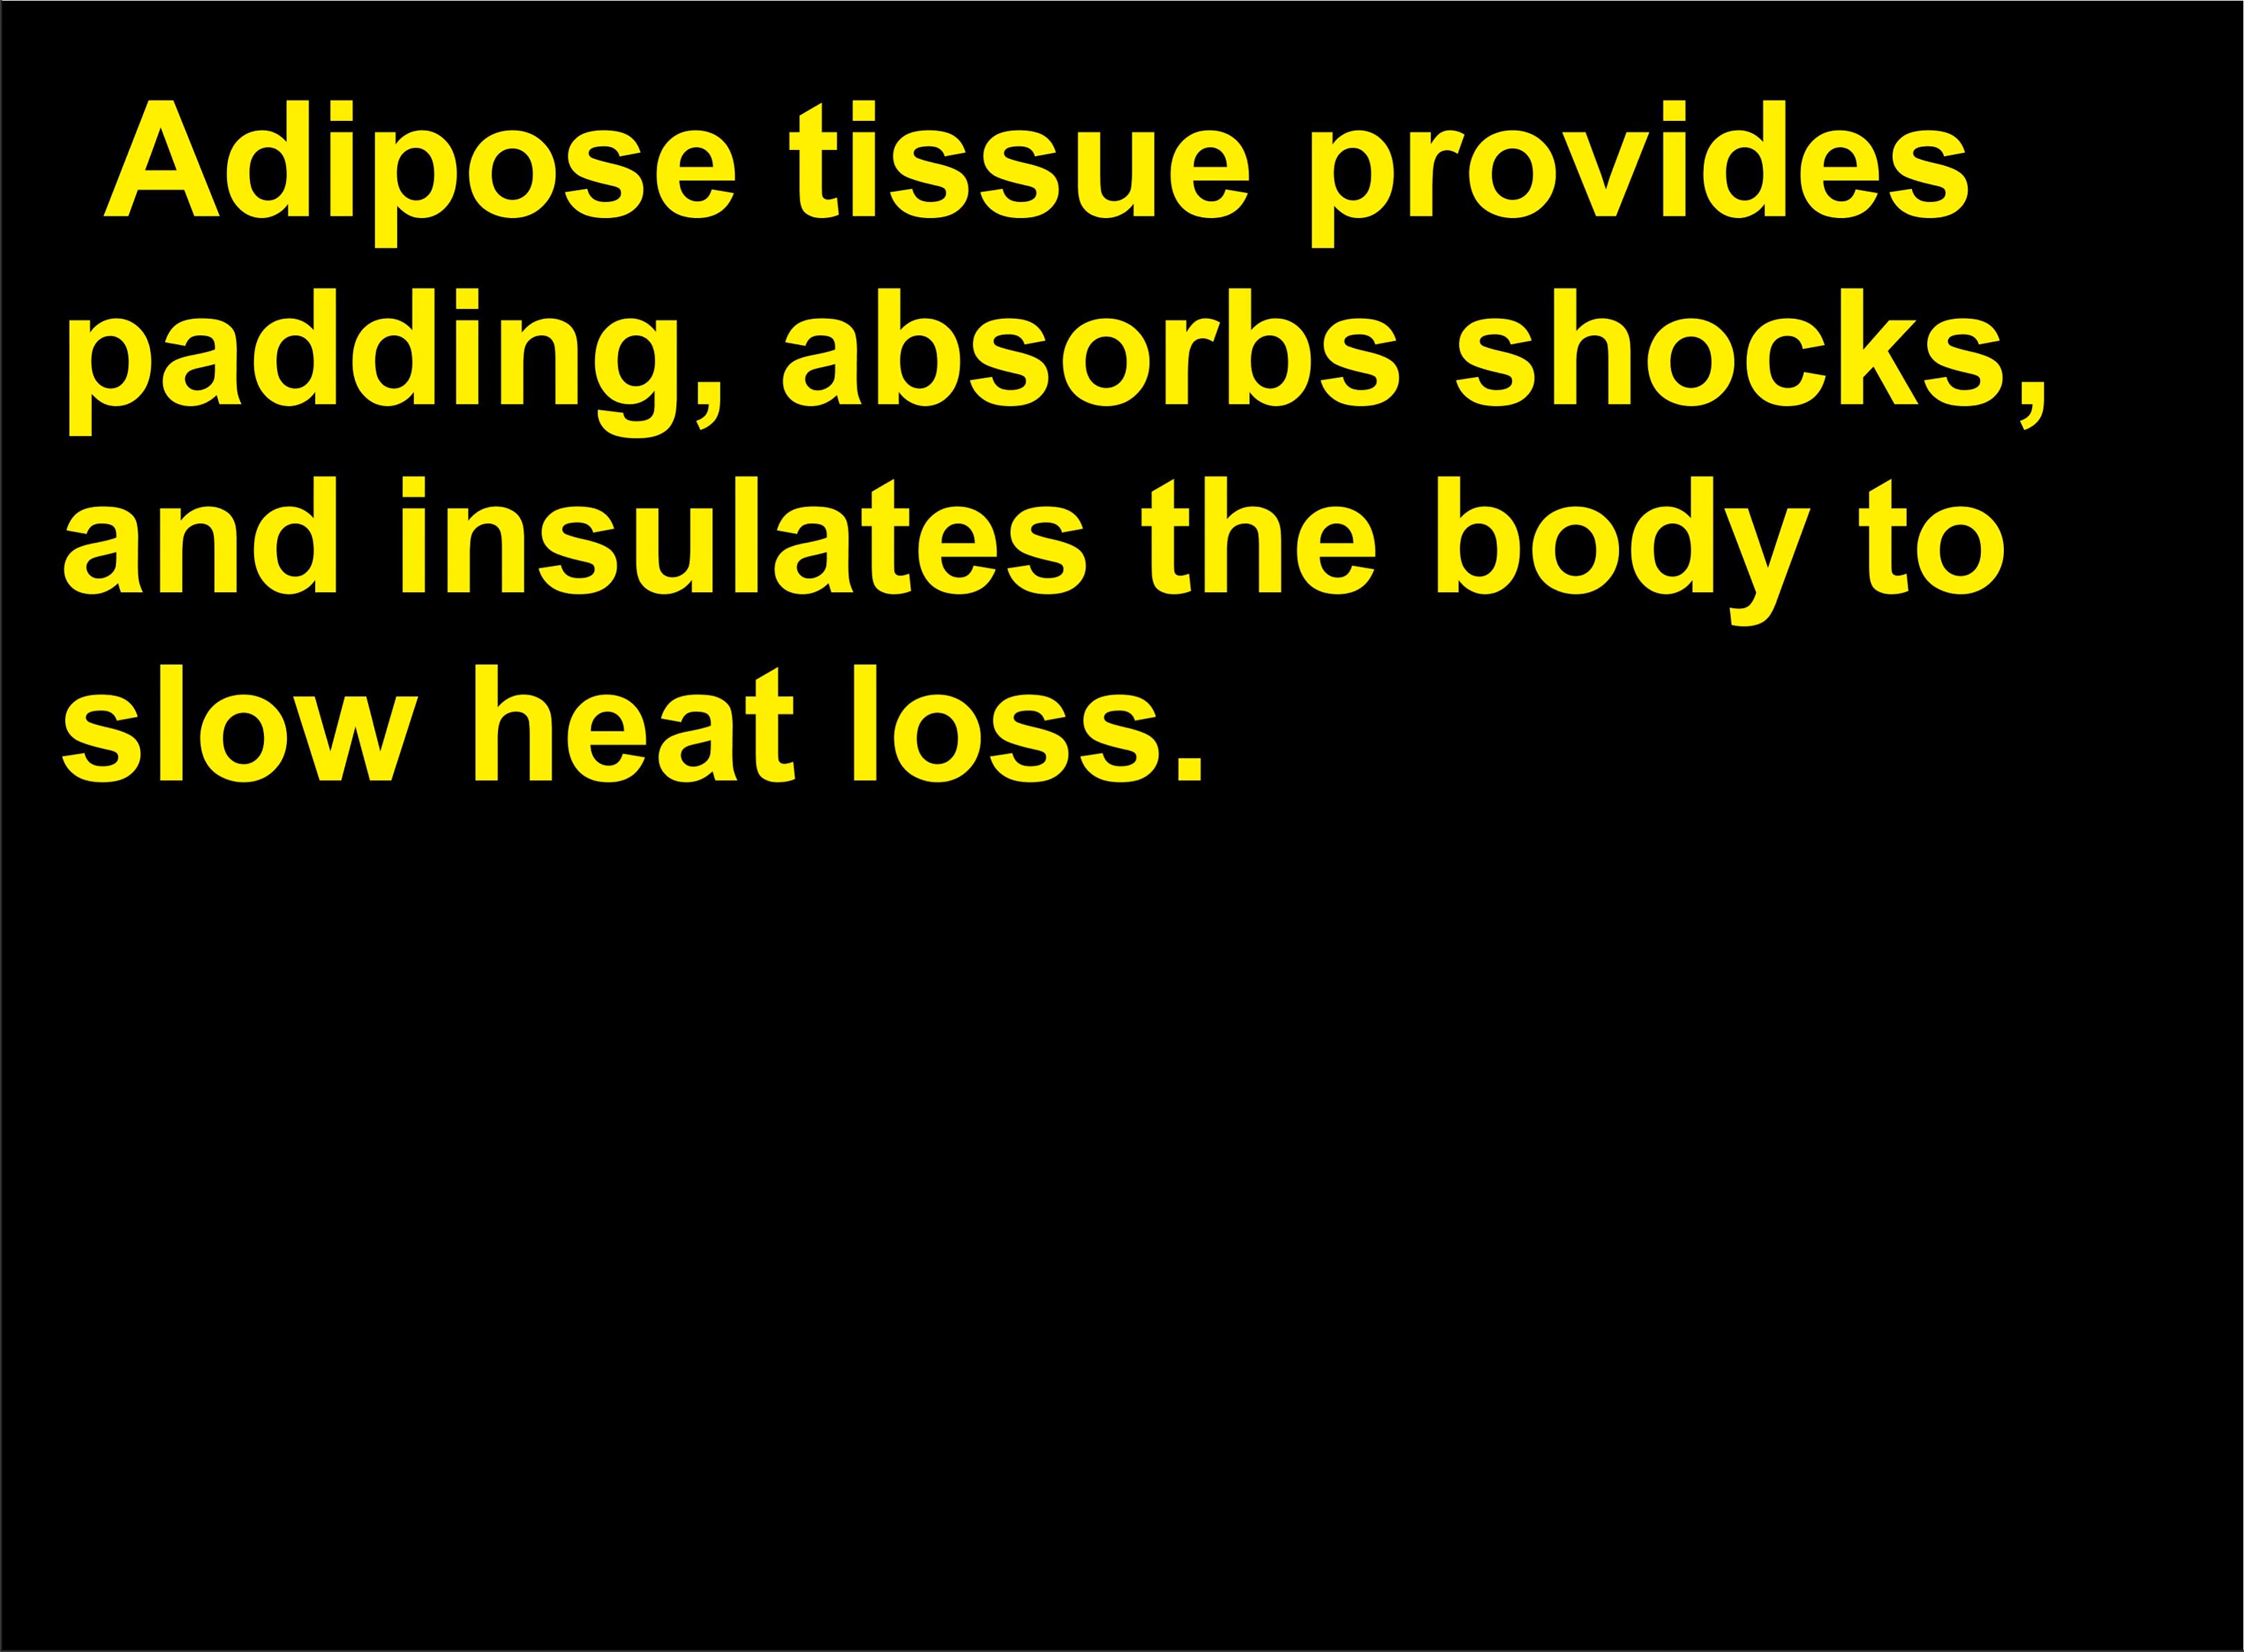 Adipose tissue provides
padding, absorbs shocks,
and insulates the body to
slow heat loss.